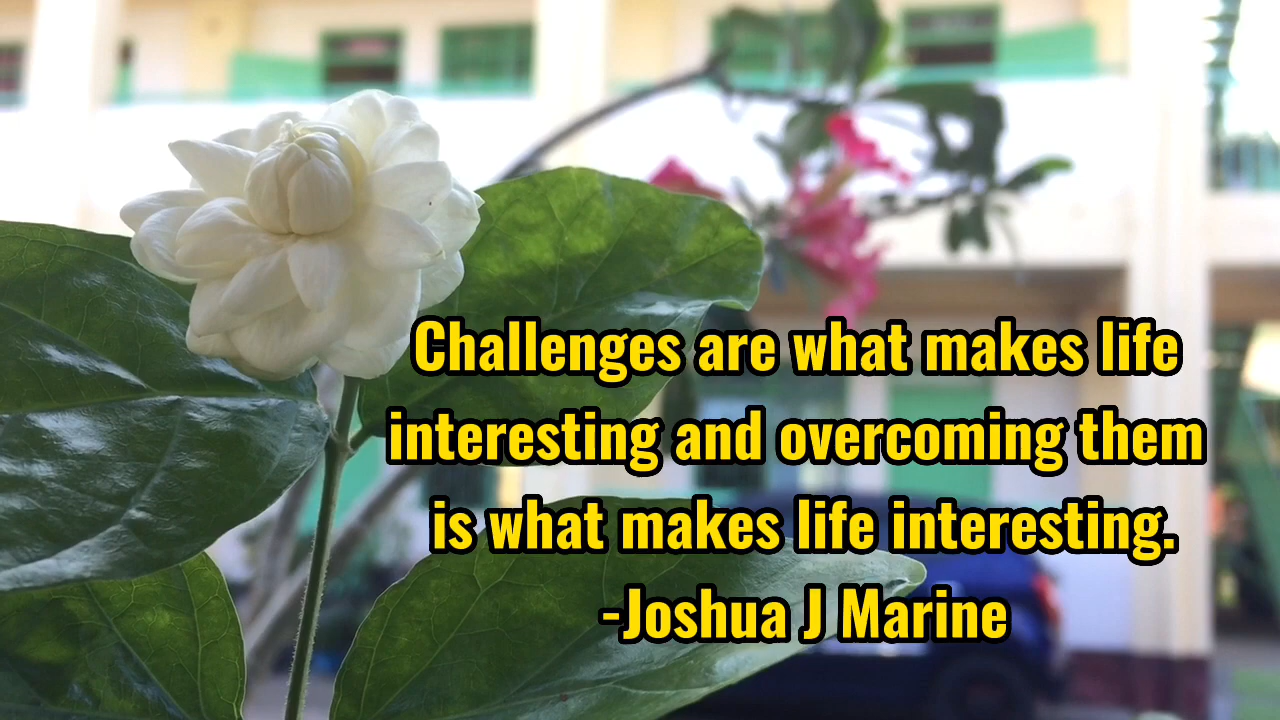 Challenges are what makes life
interesting and overcoming them
is what makes life interesting.
-Joshua J Marine